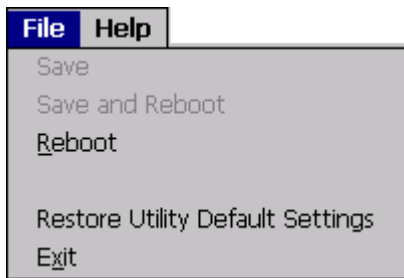 File Help
Save
Save and Reboot
Reboot
Restore Utility Default Settings
Exit